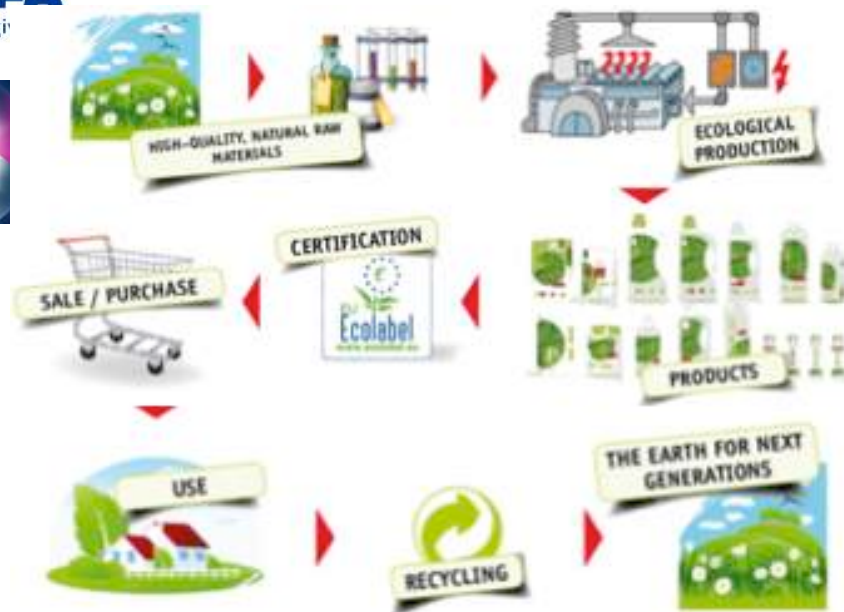 HIGH-QUALITY, NATURAL RAW
MATERIALS
ECOLOGICAL
PRODUCTION
CERTIFICATION
SALE / PURCHASE
Ecolabel
PRODUCTS
USE
THE EARTH FOR NEXT
GENERATIONS
RECYCLING